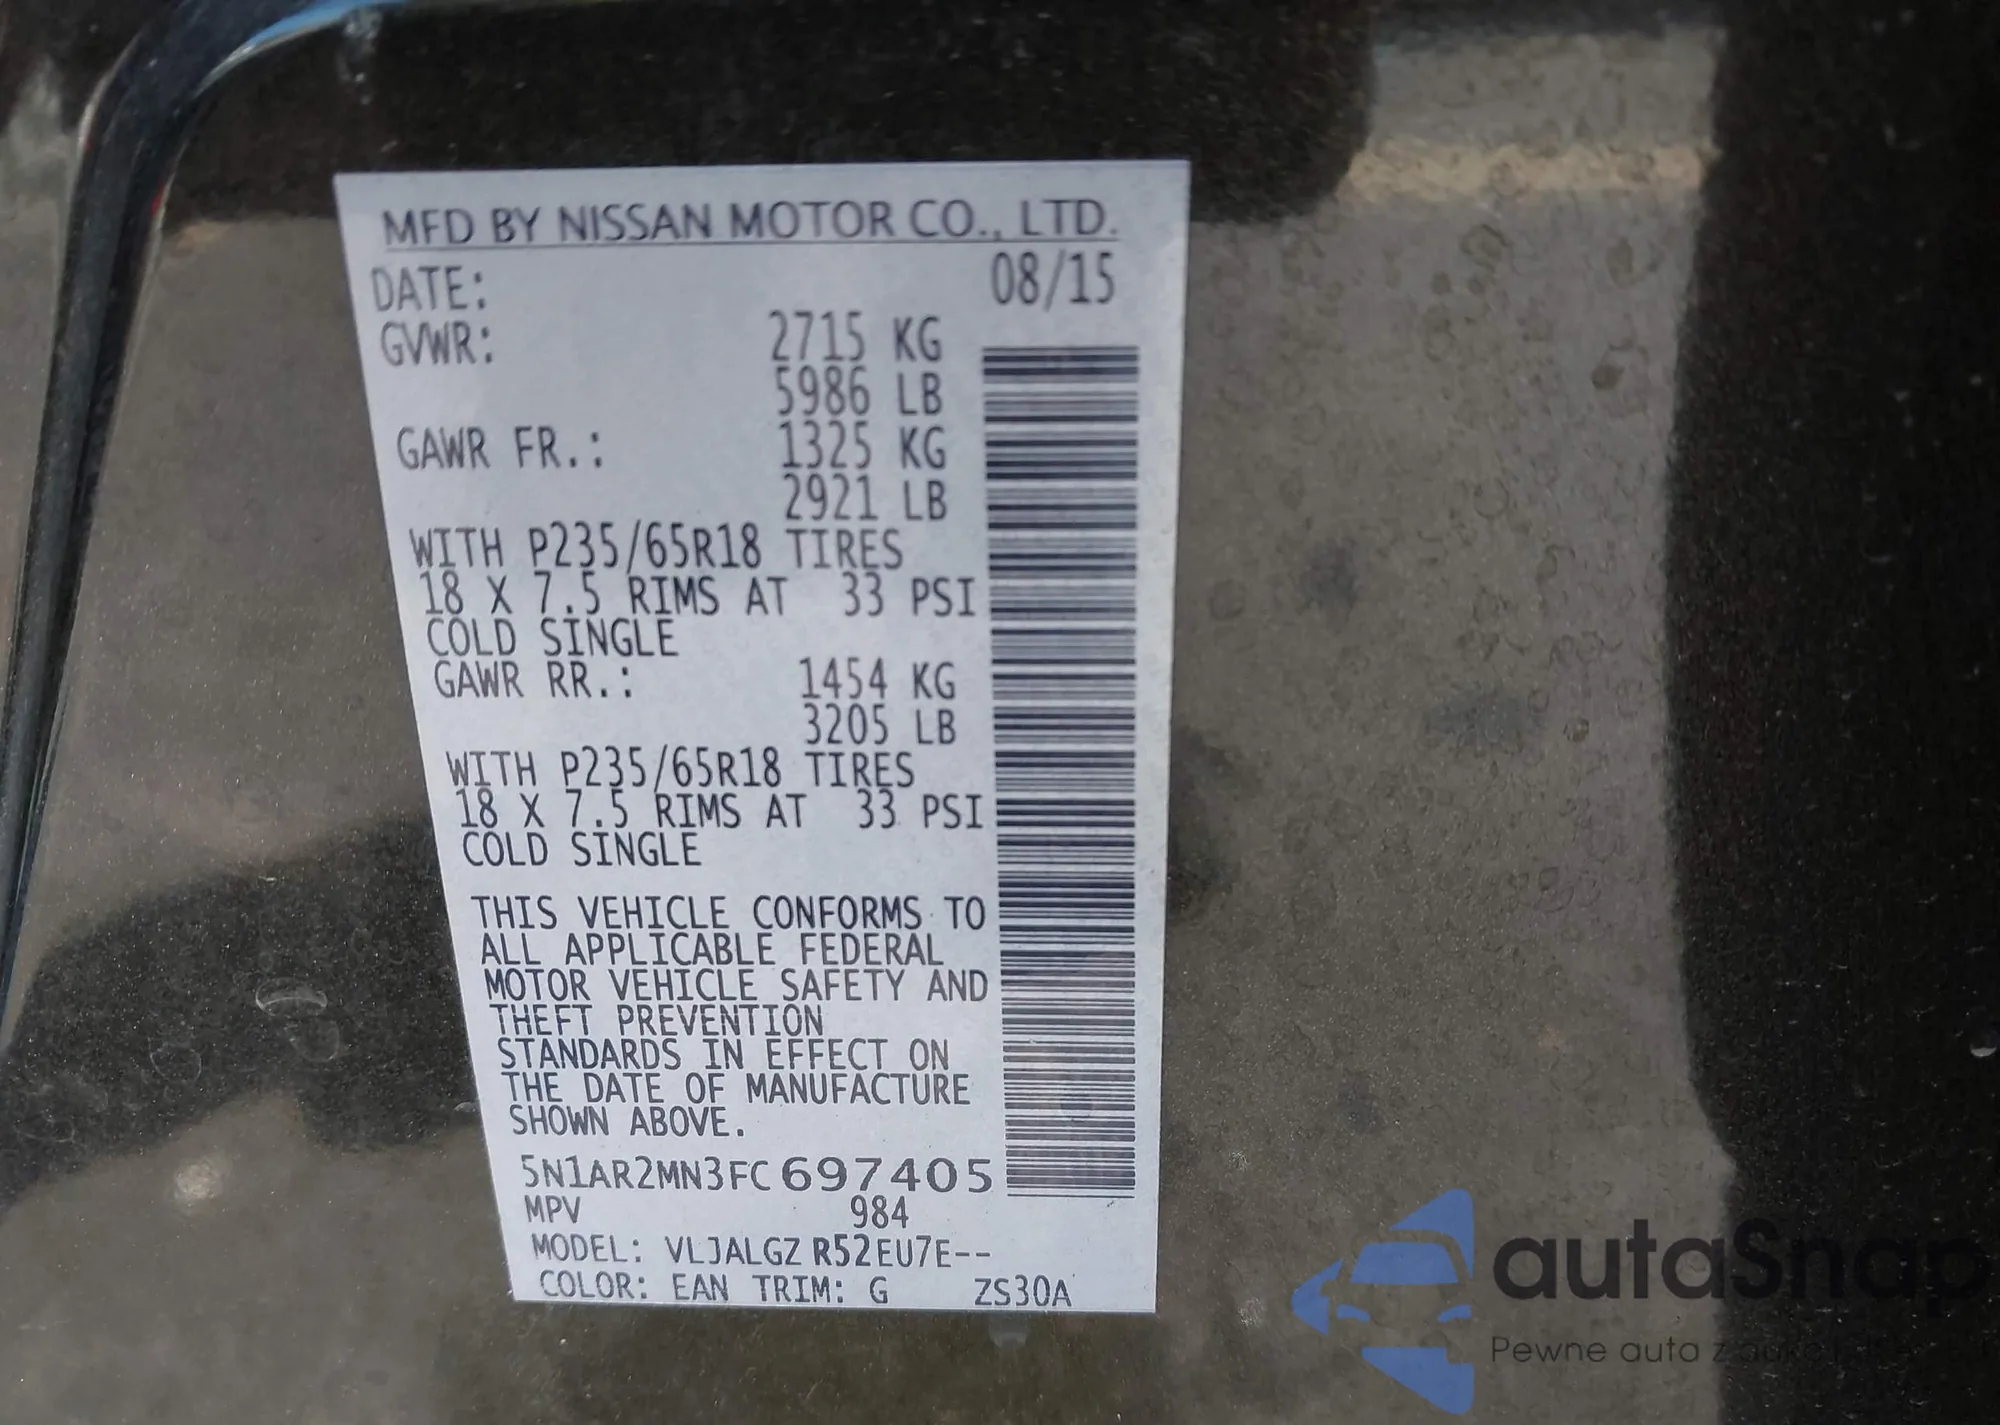 MFD BY NISSAN MOTOR CO., LTD.
DATE: 08/15
GVWR: 2715 KG
5986 LB
GAWR FR.: 1325 KG
2921 LB
WITH P235/65R18 TIRES
18 X 7.5 RIMS AT 33 PSI
COLD SINGLE
GAWR RR.: 1454 KG
3205 LB
WITH P235/65R18 TIRES
18 X 7.5 RIMS AT 33 PSI
COLD SINGLE
THIS VEHICLE CONFORMS TO
ALL APPLICABLE FEDERAL
MOTOR VEHICLE SAFETY AND
THEFT PREVENTION
STANDARDS IN EFFECT ON
THE DATE OF MANUFACTURE
SHOWN ABOVE.
5N1AR2MN3FC697405
MPV 984
MODEL: VLJALGZ R52EU7E--
COLOR: EAN TRIM: G ZS30A
autaSnap
Pewne auta z